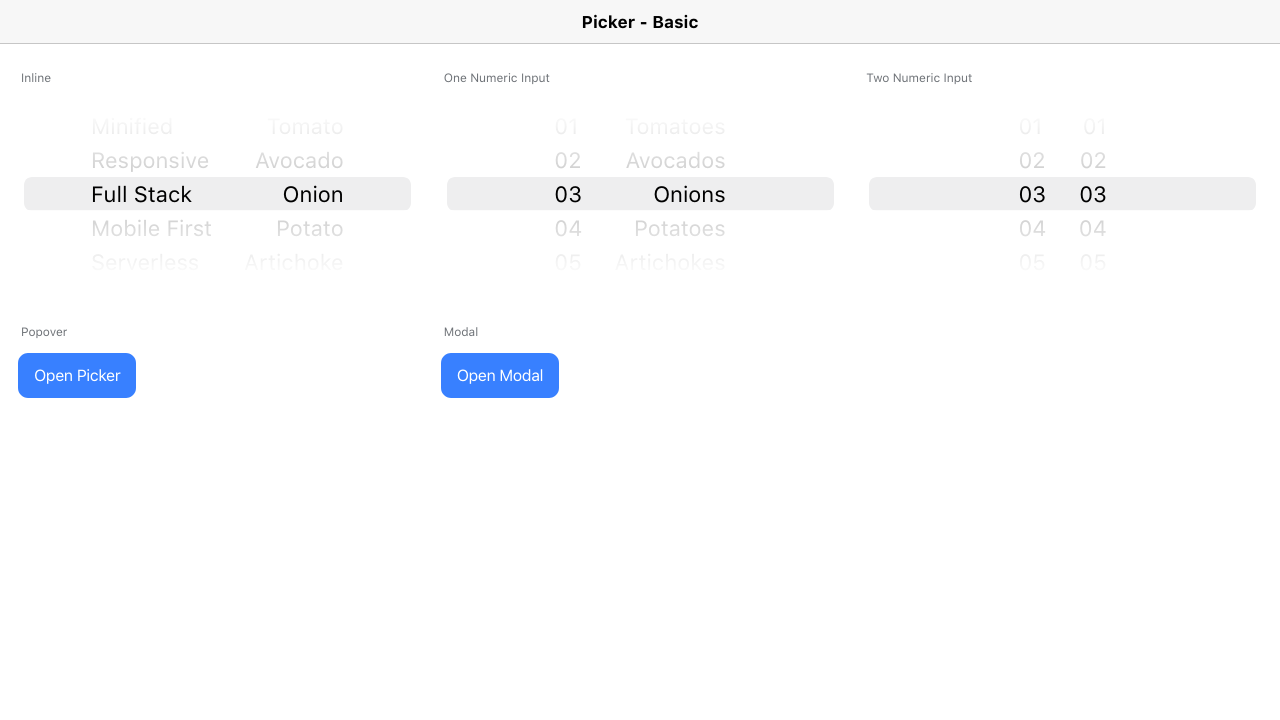 Picker - Basic
Inline
One Numeric Input
Two Numeric Input
Minified Tomato
Responsive Avocado
Full Stack Onion
Mobile First Potato
Serverless Artichoke
01 Tomatoes
02 Avocados
03 Onions
04 Potatoes
05 Artichokes
01 01
02 02
03 03
04 04
05 05
Popover
Modal
Open Picker
Open Modal